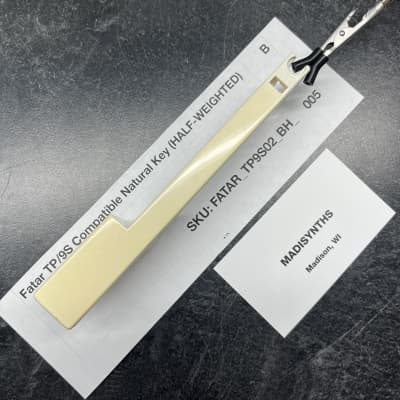 Fatar TP/9S Compatible Natural Key (HALF-WEIGHTED) B
SKU: FATAR_TP9S02_BH_ 005
MADISYNTHS
Madison, WI